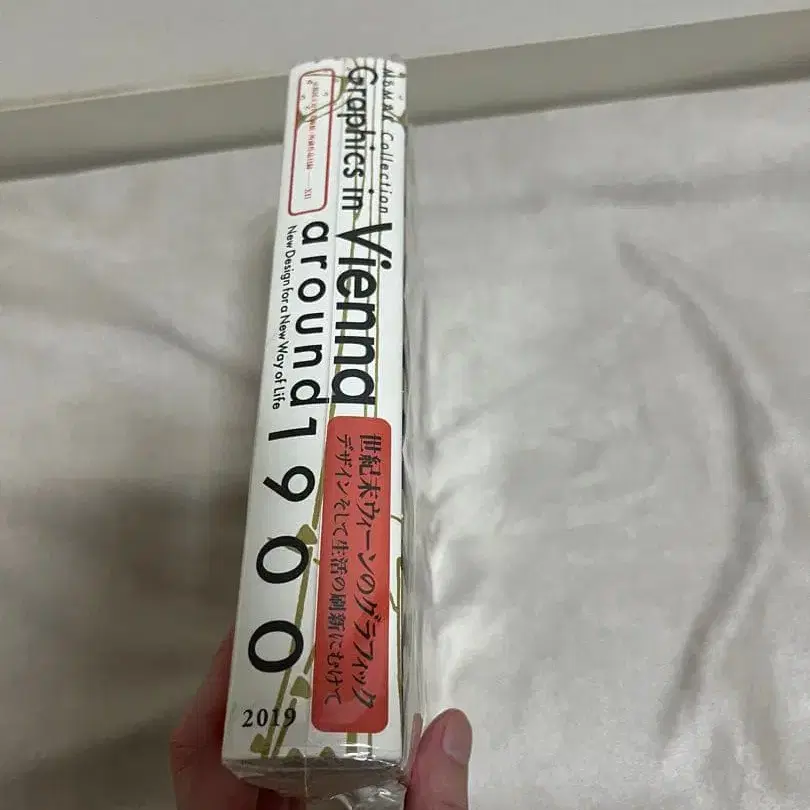 MOMAK Collection
Graphics in Vienna
around 1900
New Design for a New Way of Life
世紀末ウィーンのグラフィック
デザインそして生活の刷新にむけて
XII
2019